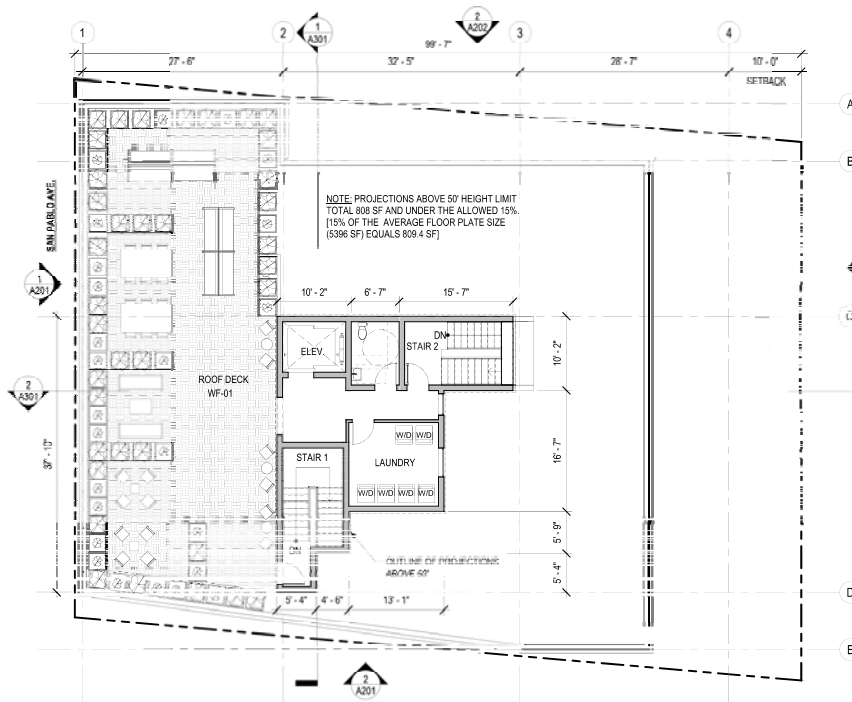 2
A202
1
A301
1
2
3
4
99' - 7"
27' - 6"
32' - 5"
28' - 7"
10' - 0"
SETBACK
A
B
SAN PABLO AVE.
NOTE: PROJECTIONS ABOVE 50' HEIGHT LIMIT
TOTAL 808 SF AND UNDER THE ALLOWED 15%.
[15% OF THE AVERAGE FLOOR PLATE SIZE
(5396 SF) EQUALS 809.4 SF]
1
A201
10' - 2"
6' - 7"
15' - 7"
ELEV.
DN
STAIR 2
10' - 2"
ROOF DECK
WF-01
2
A301
37' - 10"
W/D W/D
STAIR 1
LAUNDRY
16' - 7"
W/D W/D W/D W/D
5' - 9"
OUTLINE OF PROJECTIONS
ABOVE 50'
5' - 4"
D
5' - 4"
4' - 6"
13' - 1"
E
2
A201